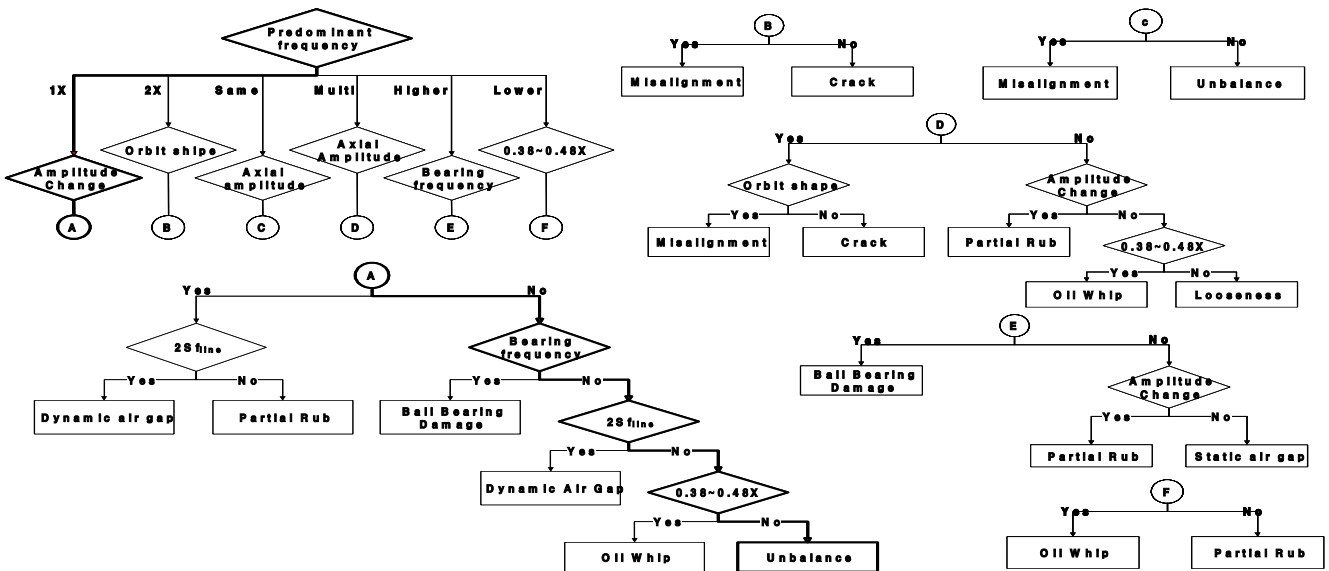 Predominant
frequency
1X
2X
Same
Multi
Higher
Lower
Amplitude
Change
Orbit shipe
Axial
amplitude
Axial
Amplitude
Bearing
frequency
0.38~0.48X
A
B
C
D
E
F
B
Yes
No
Misalignment
Crack
c
Yes
No
Misalignment
Unbalance
D
Yes
No
Orbit shape
Amplitude
Change
Yes
No
Yes
No
Misalignment
Crack
Partial Rub
0.38~0.48X
Yes
No
Oil Whip
Looseness
A
Yes
No
2Sfline
Bearing
frequency
Yes
No
Yes
No
Dynamic air gap
Partial Rub
Ball Bearing
Damage
2Sfline
Yes
No
Dynamic Air Gap
0.38~0.48X
Yes
No
Oil Whip
Unbalance
E
Yes
No
Ball Bearing
Damage
Amplitude
Change
Yes
No
Partial Rub
Static air gap
F
Yes
No
Oil Whip
Partial Rub